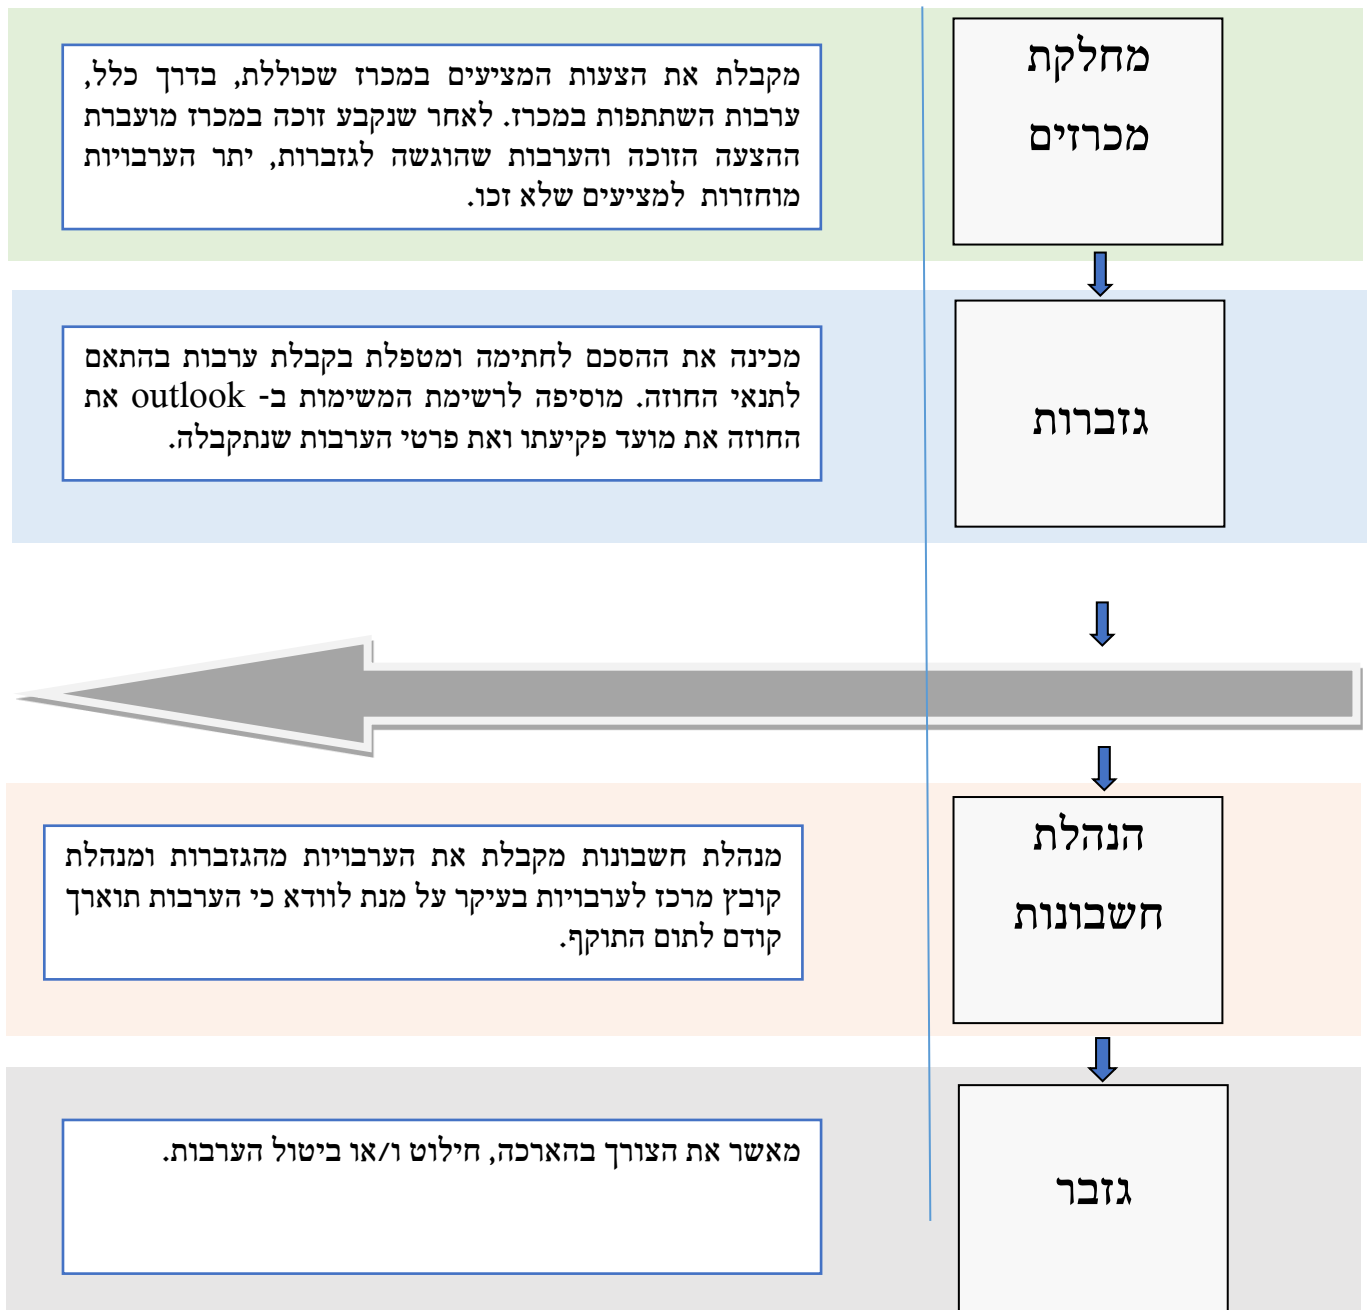 מחלקת
מכרזים
מקבלת את הצעות המציעים במכרז שכוללת, בדרך כלל,
ערבות השתתפות במכרז. לאחר שנקבע זוכה במכרז מועברת
ההצעה הזוכה והערבות שהוגשה לגזברות, יתר הערבויות
מוחזרות למציעים שלא זכו.
גזברות
מכינה את ההסכם לחתימה ומטפלת בקבלת ערבות בהתאם
לתנאי החוזה. מוסיפה לרשימת המשימות ב- outlook את
החוזה את מועד פקיעתו ואת פרטי הערבות שנתקבלה.
הנהלת
חשבונות
מנהלת חשבונות מקבלת את הערבויות מהגזברות ומנהלת
קובץ מרכז לערבויות בעיקר על מנת לוודא כי הערבות תוארך
קודם לתום התוקף.
גזבר
מאשר את הצורך בהארכה, חילוט ו/או ביטול הערבות.